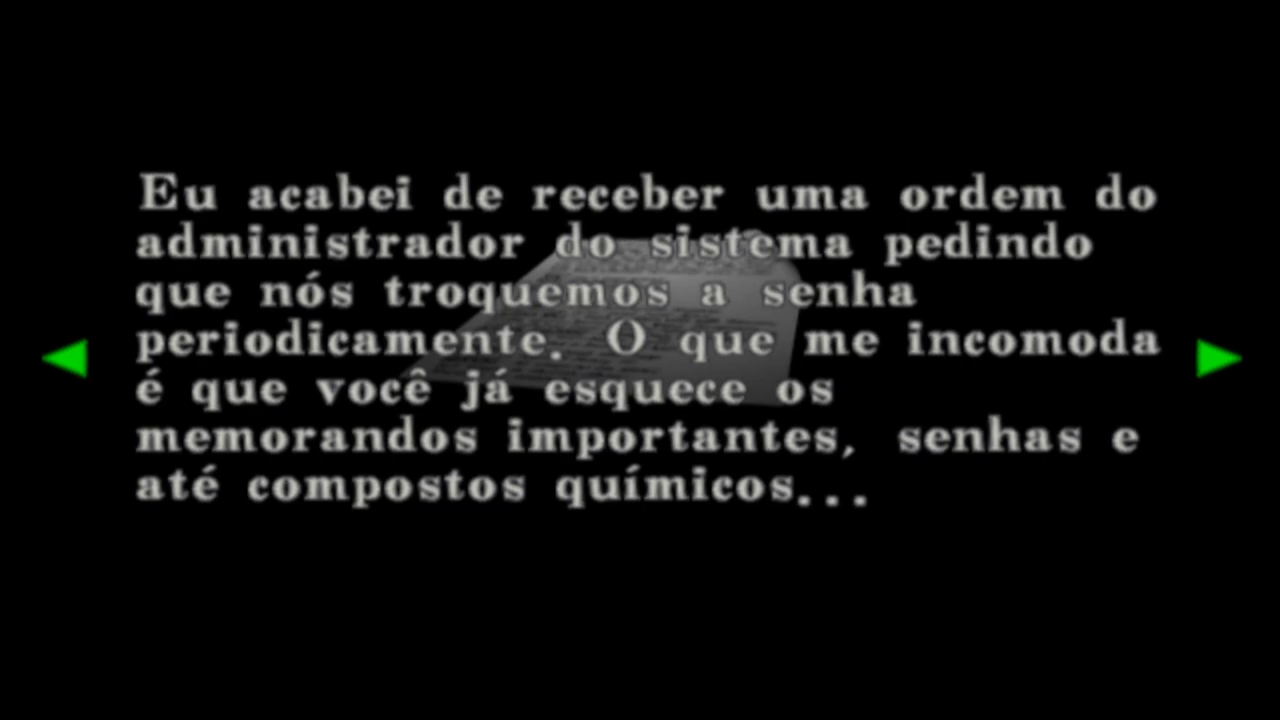 Eu acabei de receber uma ordem do
administrador do sistema pedindo
que nós troquemos a senha
periodicamente. O que me incomoda
é que você já esquece os
memorandos importantes, senhas e
até compostos químicos...